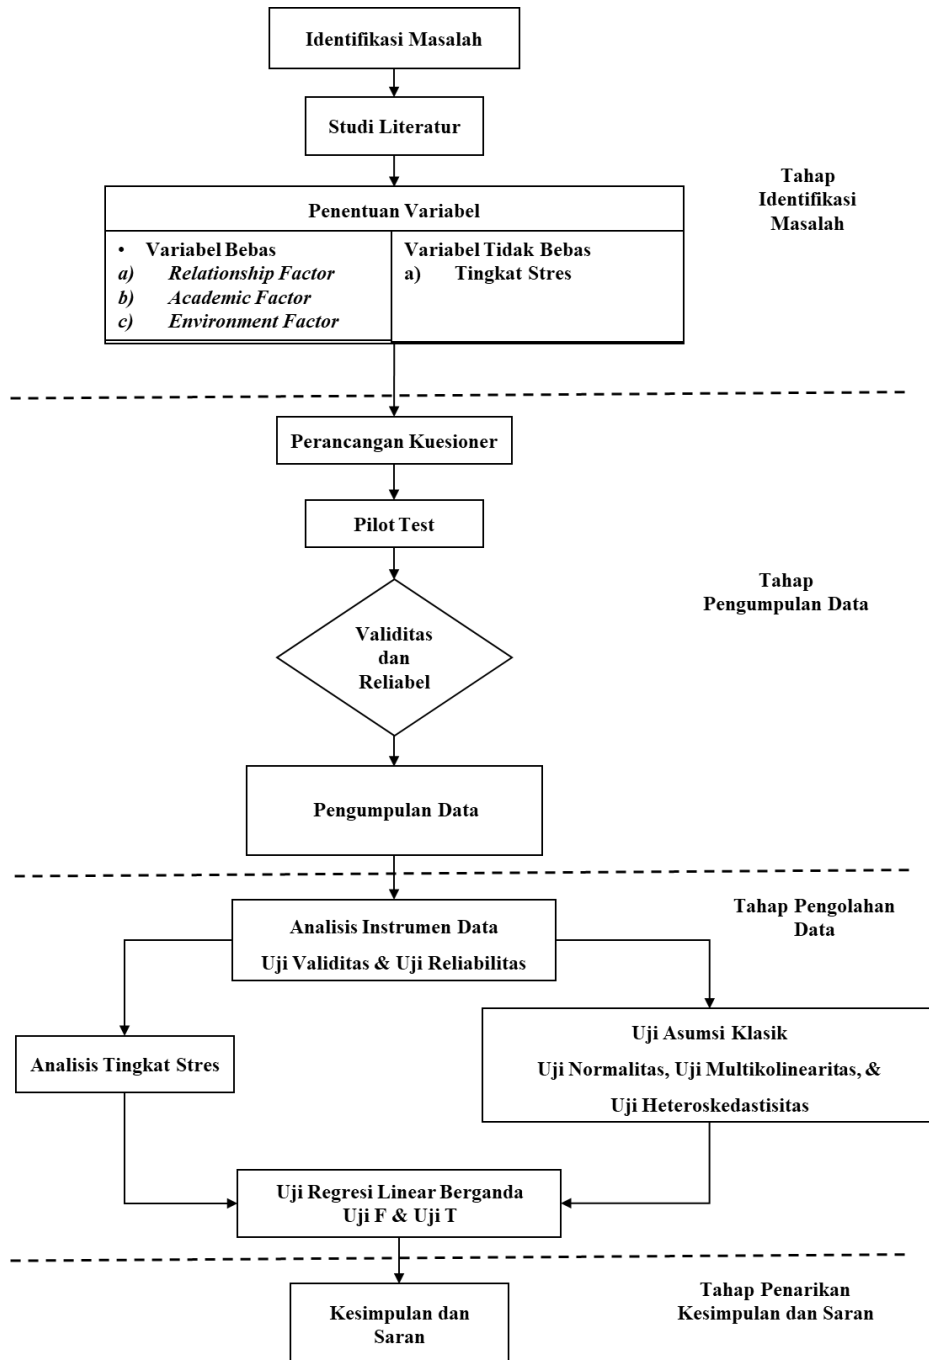 Identifikasi Masalah
Studi Literatur
Tahap
Identifikasi
Masalah
Penentuan Variabel
• Variabel Bebas
a) Relationship Factor
b) Academic Factor
c) Environment Factor
Variabel Tidak Bebas
a) Tingkat Stres
Perancangan Kuesioner
Pilot Test
Tahap
Pengumpulan Data
Validitas
dan
Reliabel
Pengumpulan Data
Tahap Pengolahan
Data
Analisis Instrumen Data
Uji Validitas & Uji Reliabilitas
Analisis Tingkat Stres
Uji Asumsi Klasik
Uji Normalitas, Uji Multikolinearitas, &
Uji Heteroskedastisitas
Uji Regresi Linear Berganda
Uji F & Uji T
Tahap Penarikan
Kesimpulan dan Saran
Kesimpulan dan
Saran